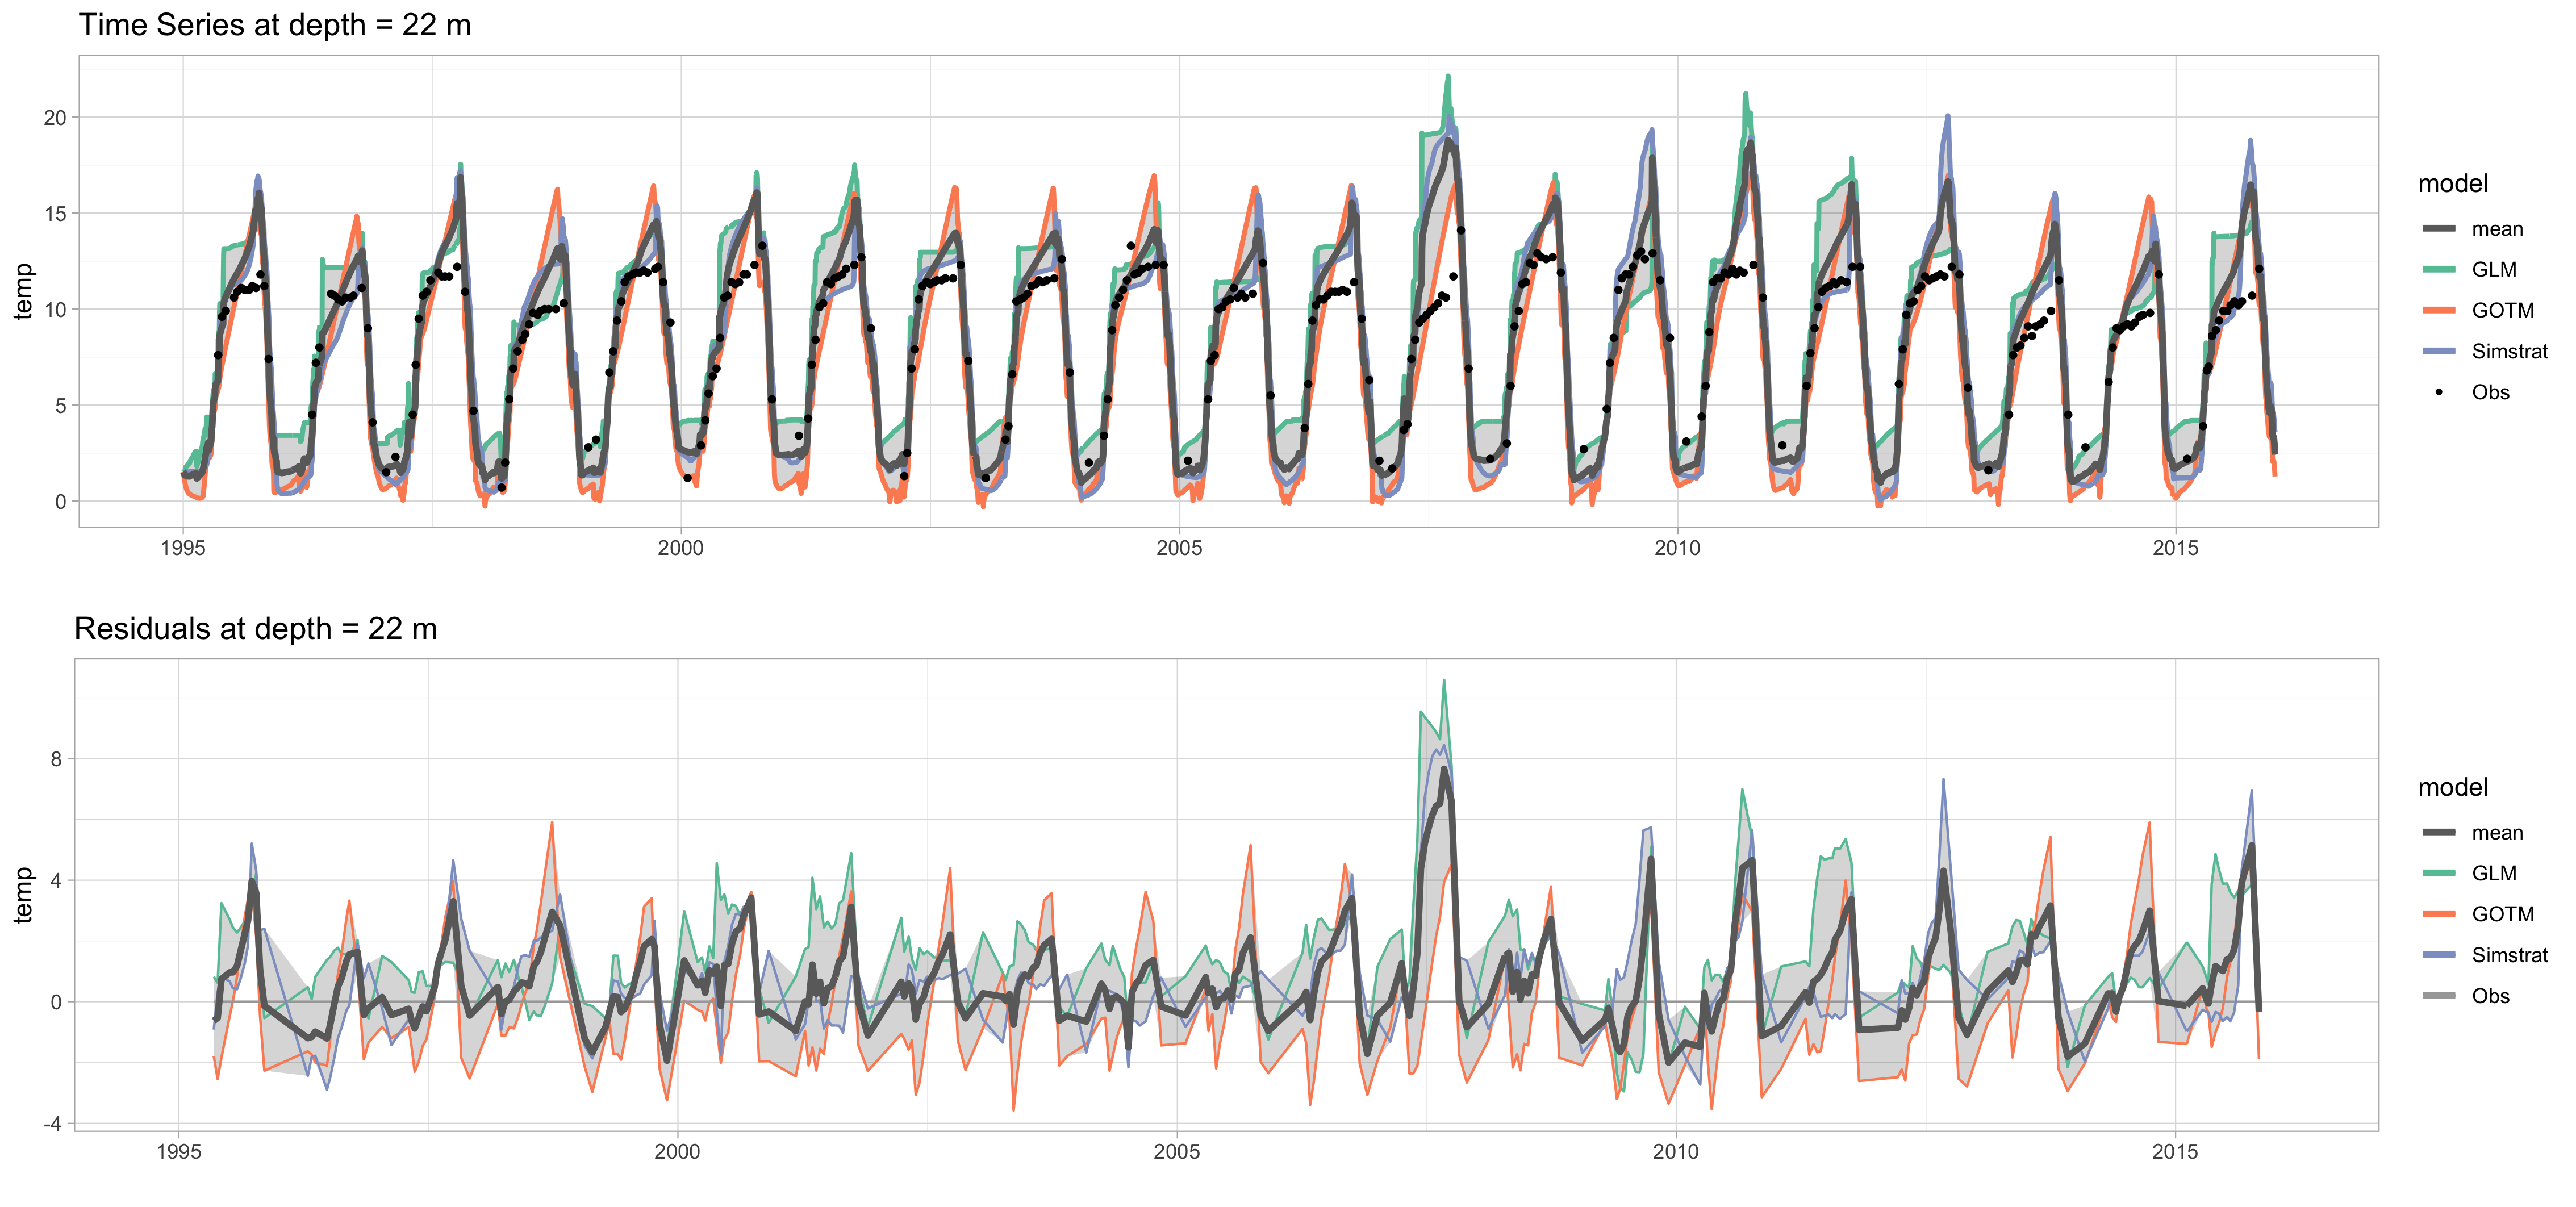 Time Series at depth = 22 m
temp
20
15
10
5
0
1995
2000
2005
2010
2015
model
mean
GLM
GOTM
Simstrat
Obs
Residuals at depth = 22 m
temp
8
4
0
-4
1995
2000
2005
2010
2015
model
mean
GLM
GOTM
Simstrat
Obs